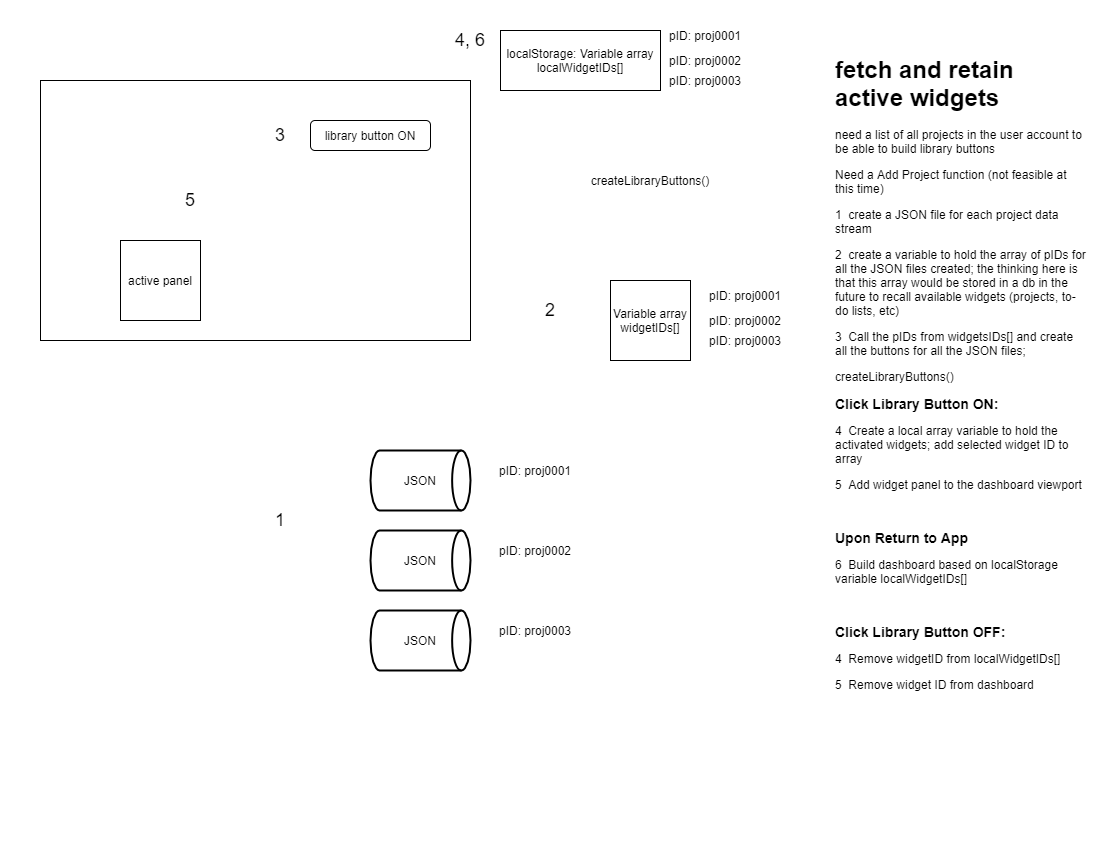 4, 6
localStorage: Variable array
localWidgetIDs[]
pID: proj0001
pID: proj0002
pID: proj0003
3
library button ON
5
active panel
createLibraryButtons()
2
Variable array
widgetIDs[]
pID: proj0001
pID: proj0002
pID: proj0003
1
JSON
pID: proj0001
JSON
pID: proj0002
JSON
pID: proj0003
fetch and retain
active widgets
need a list of all projects in the user account to
be able to build library buttons
Need a Add Project function (not feasible at
this time)
1 create a JSON file for each project data
stream
2 create a variable to hold the array of pIDs for
all the JSON files created; the thinking here is
that this array would be stored in a db in the
future to recall available widgets (projects, to-
do lists, etc)
3 Call the pIDs from widgetsIDs[] and create
all the buttons for all the JSON files;
createLibraryButtons()
Click Library Button ON:
4 Create a local array variable to hold the
activated widgets; add selected widget ID to
array
5 Add widget panel to the dashboard viewport
Upon Return to App
6 Build dashboard based on localStorage
variable localWidgetIDs[]
Click Library Button OFF:
4 Remove widgetID from localWidgetIDs[]
5 Remove widget ID from dashboard